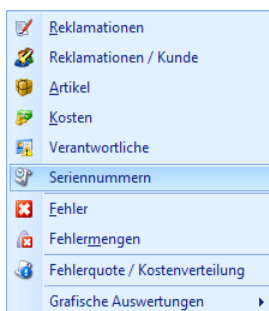 Reklamationen
Reklamationen / Kunde
Artikel
Kosten
Verantwortliche
Seriennummern
Fehler
Fehlermengen
Fehlerquote / Kostenverteilung
Grafische Auswertungen